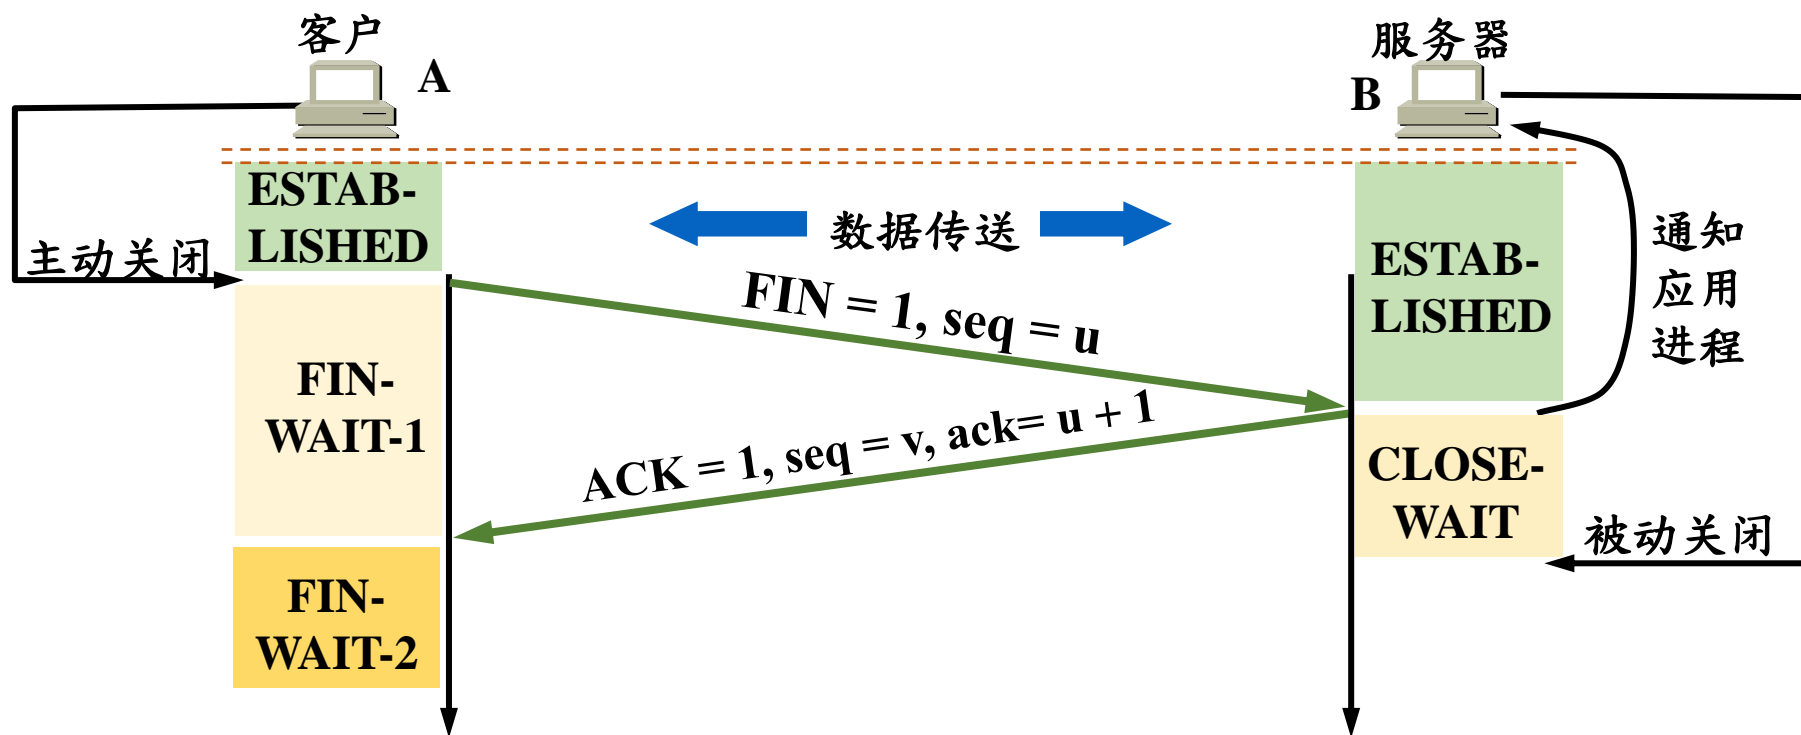 客户
A
服务器
B
ESTAB-
LISHED
主动关闭
数据传送
ESTAB-
LISHED
通知
应用
进程
FIN = 1, seq = u
FIN-
WAIT-1
ACK = 1, seq = v, ack= u + 1
CLOSE-
WAIT
被动关闭
FIN-
WAIT-2